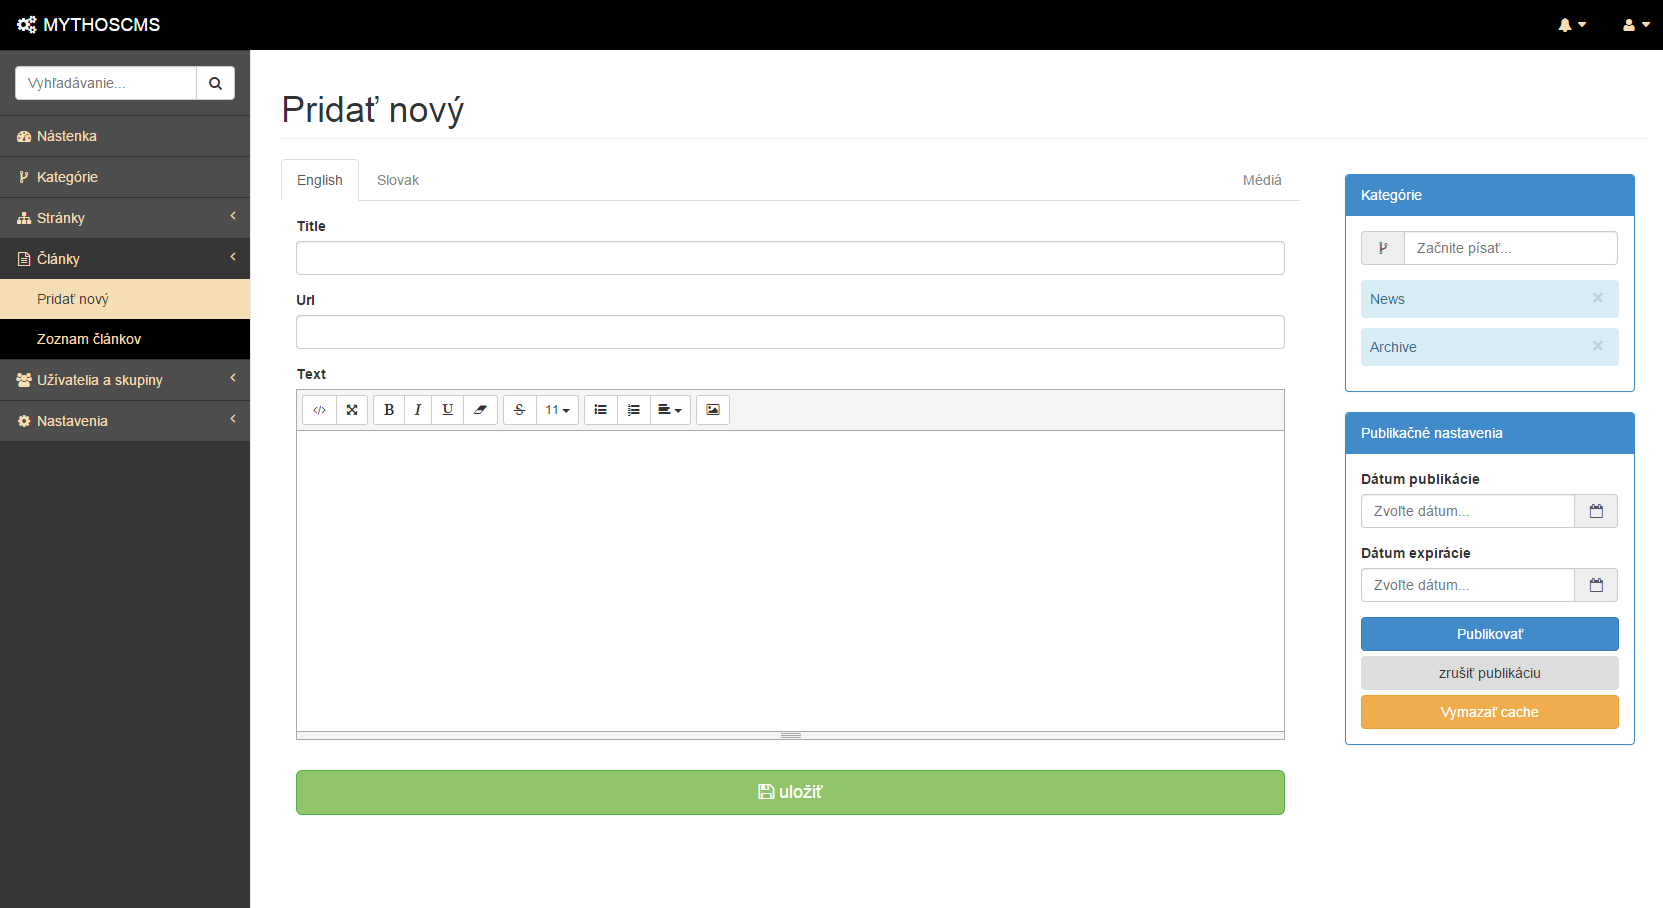 MYTHOSCMS
Vyhľadávanie...
Nástenka
Kategórie
Stránky
Články
Pridať nový
Zoznam článkov
Užívatelia a skupiny
Nastavenia
Pridať nový
English
Slovak
Médiá
Title
Url
Text
B
I
U
S
11
uložiť
Kategórie
Začnite písať...
News
Archive
Publikačné nastavenia
Dátum publikácie
Zvoľte dátum...
Dátum expirácie
Zvoľte dátum...
Publikovať
zrušiť publikáciu
Vymazať cache